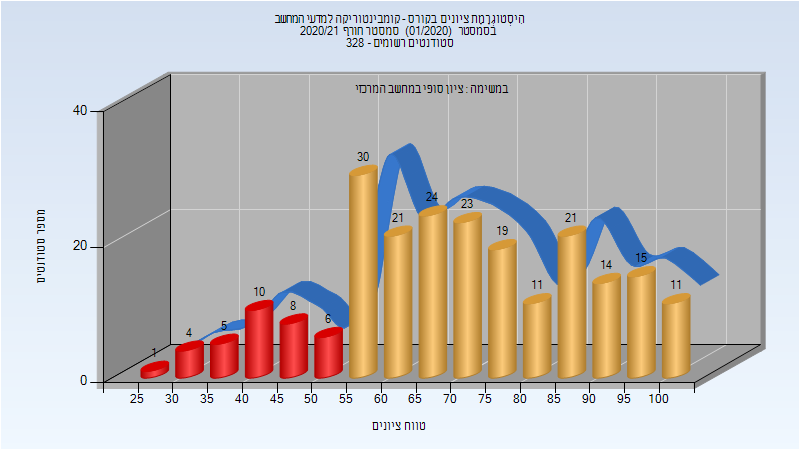 היסטוגרמת ציונים בקורס - קומבינטוריקה למדעי המחשב
בסמסטר (01/2020) סמסטר חורף 2020/21
סטודנטים רשומים - 328
במשימה : ציון סופי במחשב המרכזי
מספר סטודנטים
40
20
0
1
4
5
10
8
6
30
21
24
23
19
11
21
14
15
11
25 30 35 40 45 50 55 60 65 70 75 80 85 90 95 100
טווח ציונים